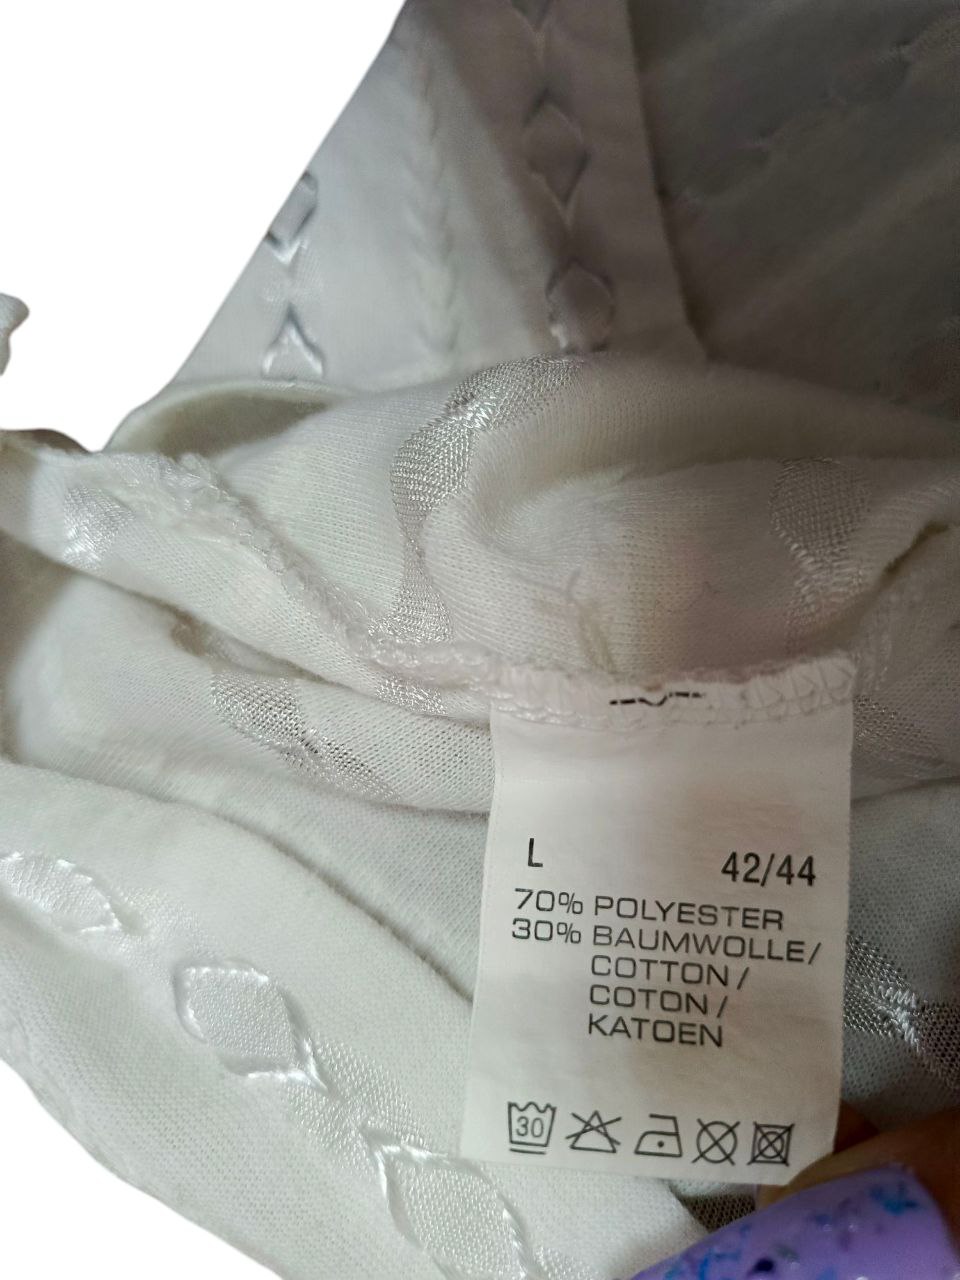 L 42/44
70% POLYESTER
30% BAUMWOLLE/
COTTON/
COTON/
KATOEN
30